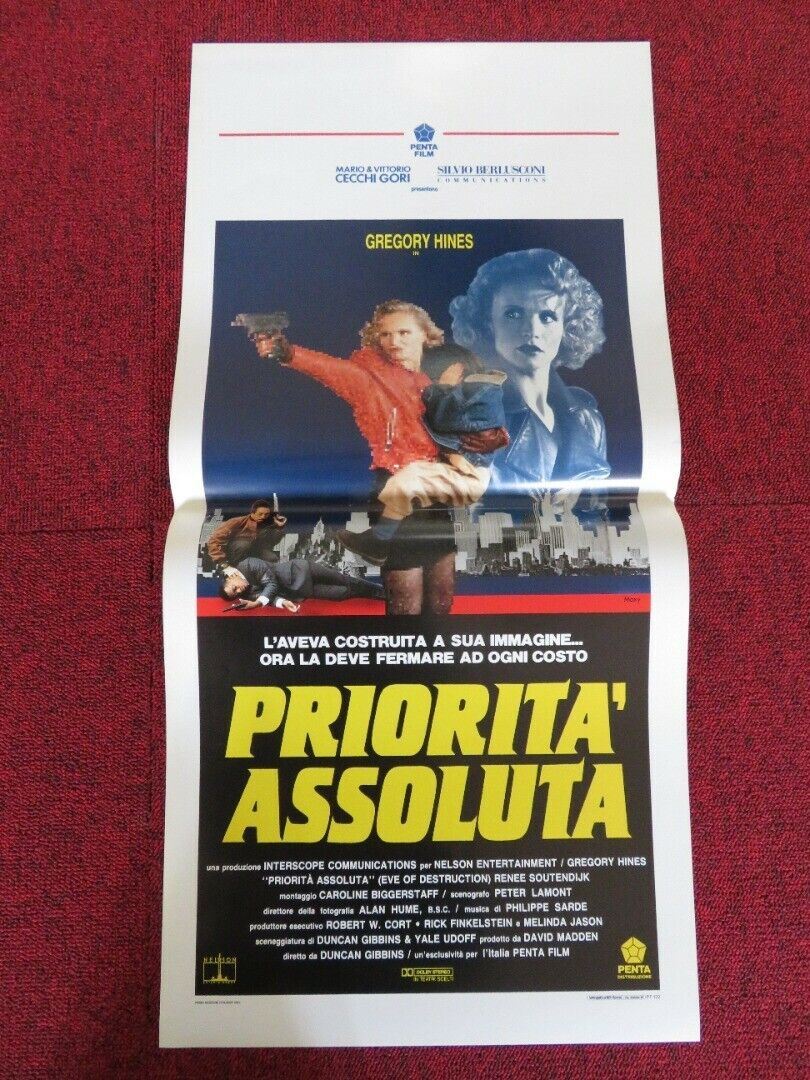 PENTA
FILM
MARIO & VITTORIO
CECCHI GORI
SILVIO BERLUSCONI
COMMUNICATIONS
presentano
GREGORY HINES
IN
MOXY
L'AVEVA COSTRUITA A SUA IMMAGINE...
ORA LA DEVE FERMARE AD OGNI COSTO
PRIORITA'
ASSOLUTA
una produzione INTERSCOPE COMMUNICATIONS per NELSON ENTERTAINMENT / GREGORY HINES
"PRIORITÀ ASSOLUTA" (EVE OF DESTRUCTION) RENEE SOUTENDIJK
montaggio CAROLINE BIGGERSTAFF / scenografo PETER LAMONT
direttore della fotografia ALAN HUME, B.S.C. / musica di PHILIPPE SARDE
produttore esecutivo ROBERT W. CORT • RICK FINKELSTEIN e MELINDA JASON
sceneggiatura di DUNCAN GIBBINS & YALE UDOFF prodotto da DAVID MADDEN
diretto da DUNCAN GIBBINS / un'esclusività per l'Italia PENTA FILM
NELSON
ENTERTAINMENT
DOLBY STEREO
PENTA
DISTRIBUZIONE